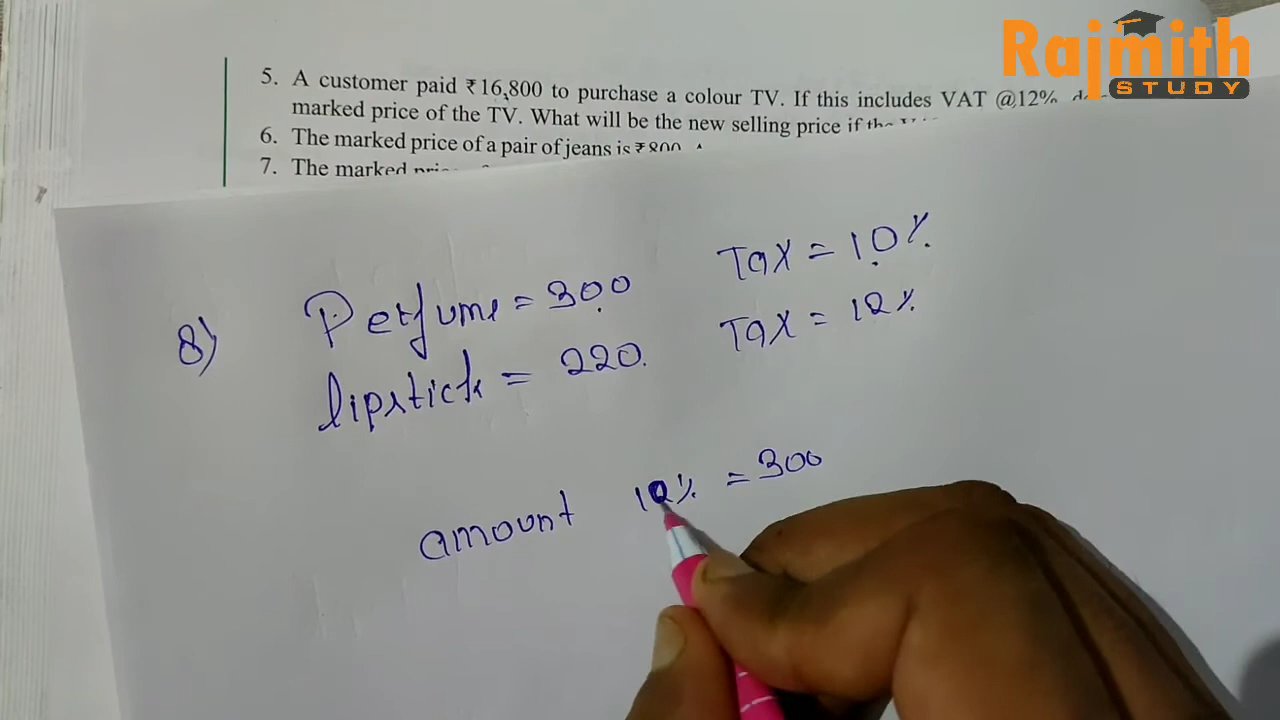 Rajmith
STUDY
5. A customer paid ₹16,800 to purchase a colour TV. If this includes VAT @12%,
marked price of the TV. What will be the new selling price if the
6. The marked price of a pair of jeans is ₹800.
7. The marked
8) Perfume = 300 Tax = 10%
lipstick = 220. Tax = 12%
amount 10% = 300